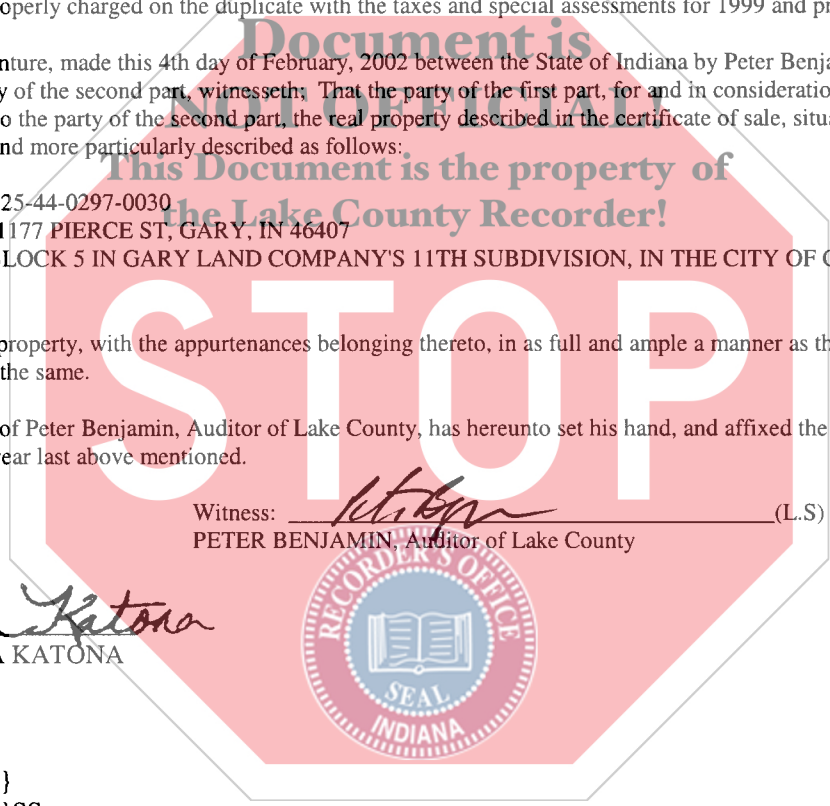 operly charged on the duplicate with the taxes and special assessments for 1999 and pr
Document is
nture, made this 4th day of February, 2002 between the State of Indiana by Peter Benja
y of the second part, witnesseth; That the party of the first part, for and in consideratio
NOT OFFICIAL!
o the party of the second part, the real property described in the certificate of sale, situa
nd more particularly described as follows:
This Document is the property of
25-44-0297-0030
the Lake County Recorder!
1177 PIERCE ST, GARY, IN 46407
LOCK 5 IN GARY LAND COMPANY'S 11TH SUBDIVISION, IN THE CITY OF G
STOP
property, with the appurtenances belonging thereto, in as full and ample a manner as th
the same.
of Peter Benjamin, Auditor of Lake County, has hereunto set his hand, and affixed the
ear last above mentioned.
Witness: (L.S)
PETER BENJAMIN, Auditor of Lake County
RECORDER'S OFFICE
SEAL
INDIANA
Katona
A KATONA
}
}SS